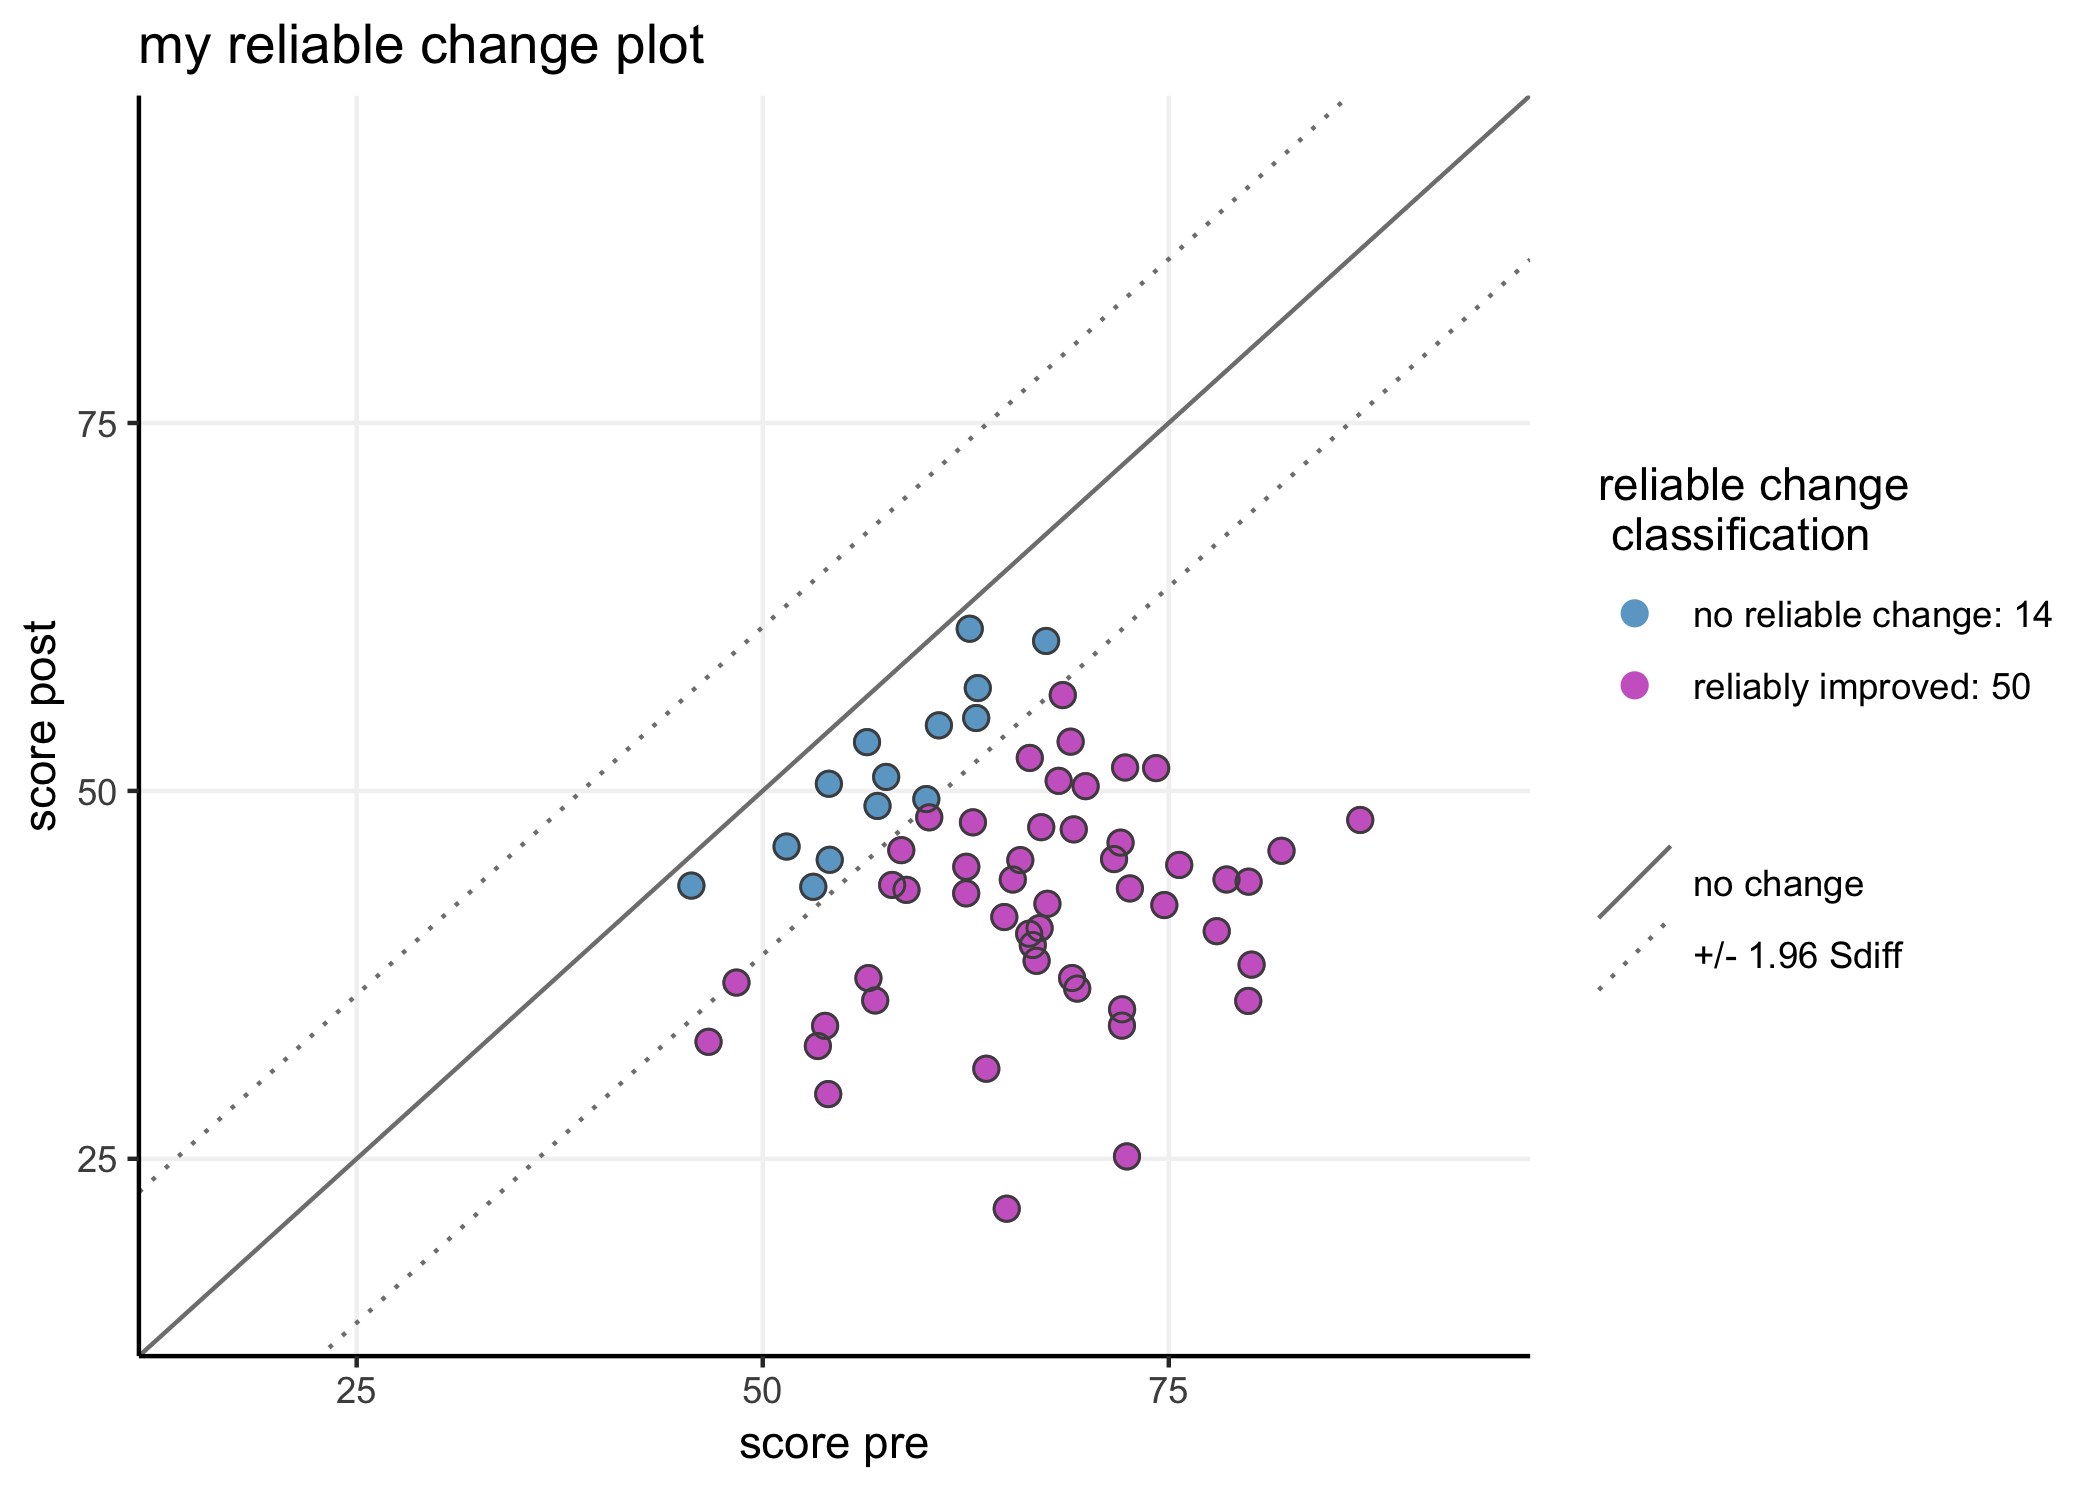 my reliable change plot
75
50
25
25
50
75
score post
score pre
reliable change
classification
no reliable change: 14
reliably improved: 50
no change
+/- 1.96 Sdiff